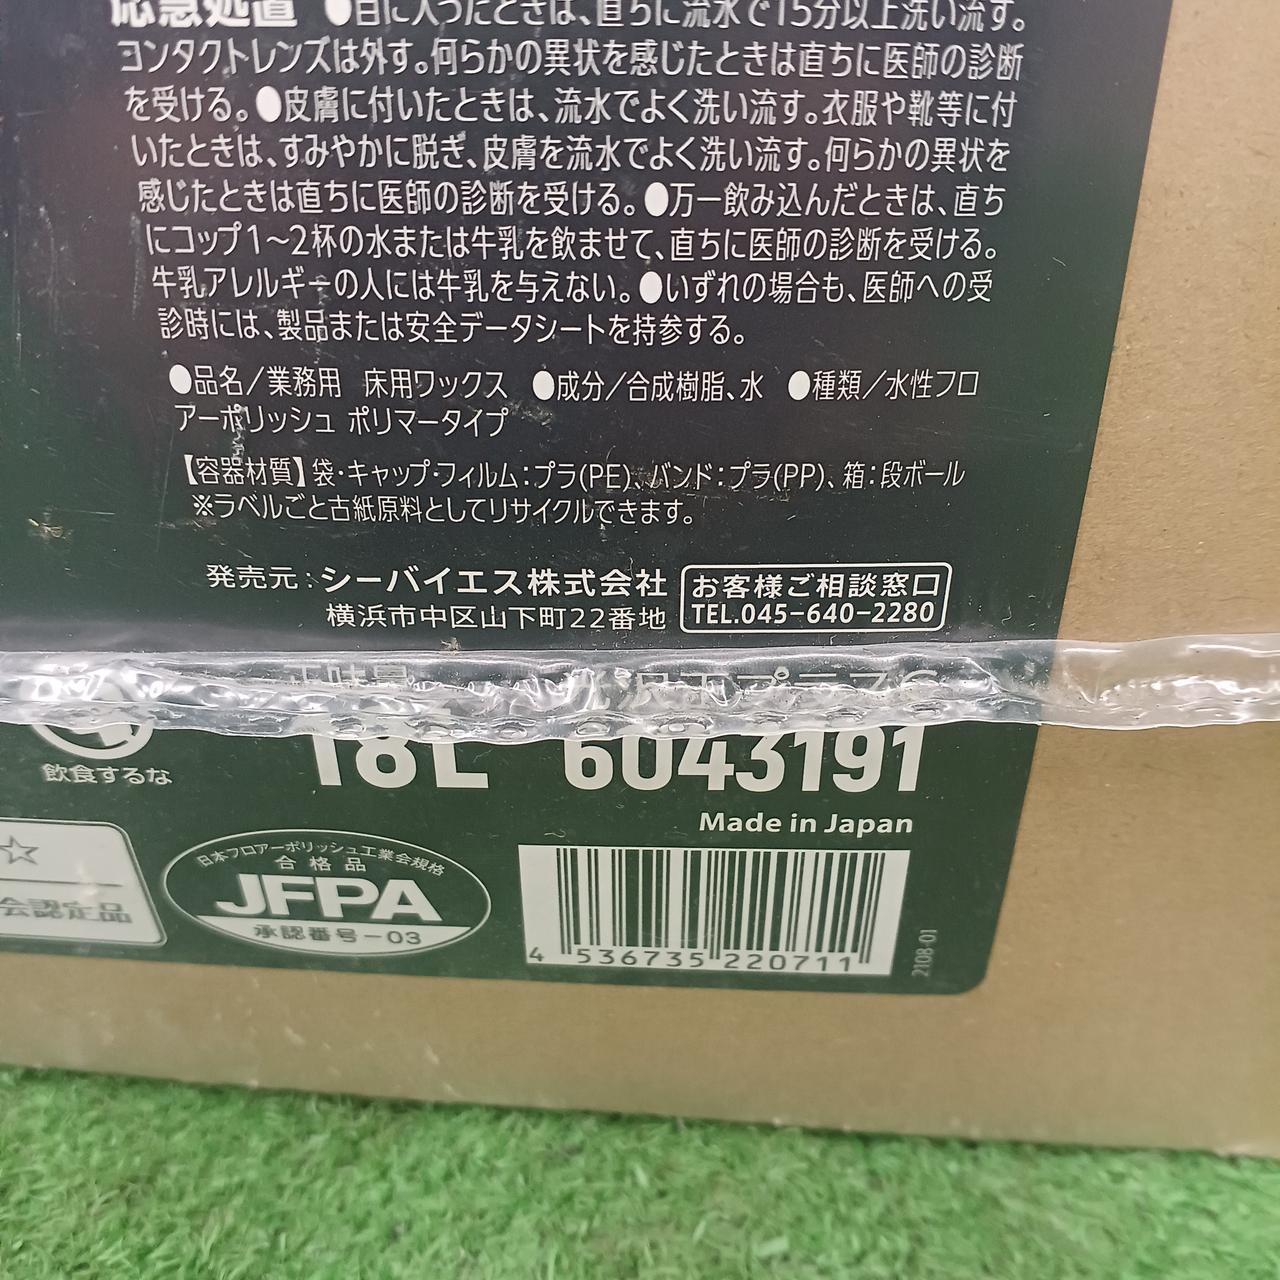 応急処置 ●目に入ったときは、直ちに流水で15分以上洗い流す。
コンタクトレンズは外す。何らかの異状を感じたときは直ちに医師の診断
を受ける。●皮膚に付いたときは、流水でよく洗い流す。衣服や靴等に付
いたときは、すみやかに脱ぎ、皮膚を流水でよく洗い流す。何らかの異状を
感じたときは直ちに医師の診断を受ける。●万一飲み込んだときは、直ち
にコップ1〜2杯の水または牛乳を飲ませて、直ちに医師の診断を受ける。
牛乳アレルギーの人には牛乳を与えない。●いずれの場合も、医師への受
診時には、製品または安全データシートを持参する。
●品名／業務用 床用ワックス ●成分／合成樹脂、水 ●種類／水性フロ
アーポリッシュ ポリマータイプ
【容器材質】袋・キャップ・フィルム：プラ(PE)、バンド：プラ(PP)、箱：段ボール
※ラベルごと古紙原料としてリサイクルできます。
発売元：シーバイエス株式会社
横浜市中区山下町22番地
お客様ご相談窓口
TEL.045-640-2280
正味量
18L
6043191
飲食するな
Made in Japan
☆
会認定品
日本フロアーポリッシュ工業会規格
合格品
JFPA
承認番号-03
4 536735 220711
2108-01